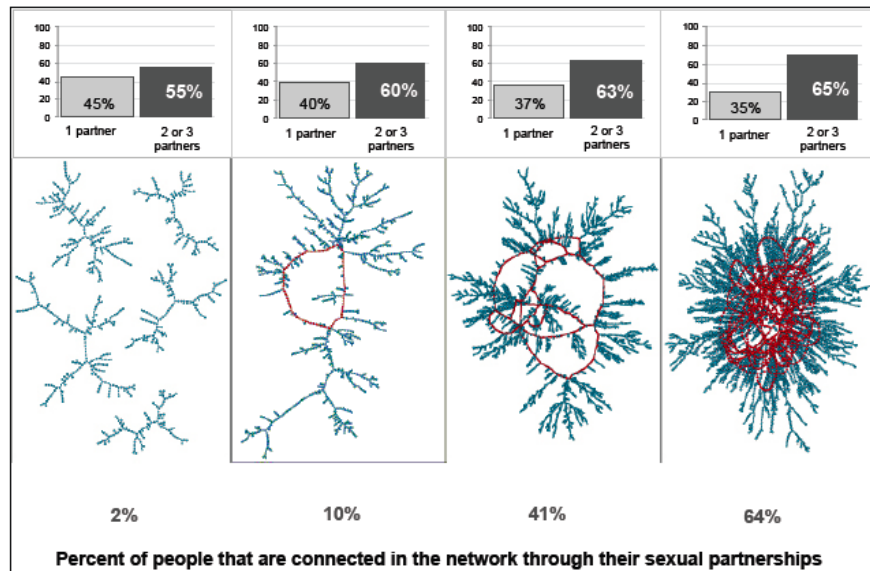 100
80
60
40
20
0
45%
55%
1 partner
2 or 3
partners
100
80
60
40
20
0
40%
60%
1 partner
2 or 3
partners
100
80
60
40
20
0
37%
63%
1 partner
2 or 3
partners
100
80
60
40
20
0
35%
65%
1 partner
2 or 3
partners
2%
10%
41%
64%
Percent of people that are connected in the network through their sexual partnerships